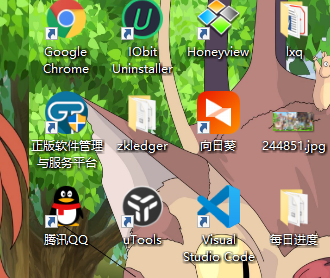 Google
Chrome
IObit
Uninstaller
Honeyview
lxq
正版软件管理
与服务平台
zkledger
向日葵
244851.jpg
腾讯QQ
uTools
Visual
Studio Code
每日进度